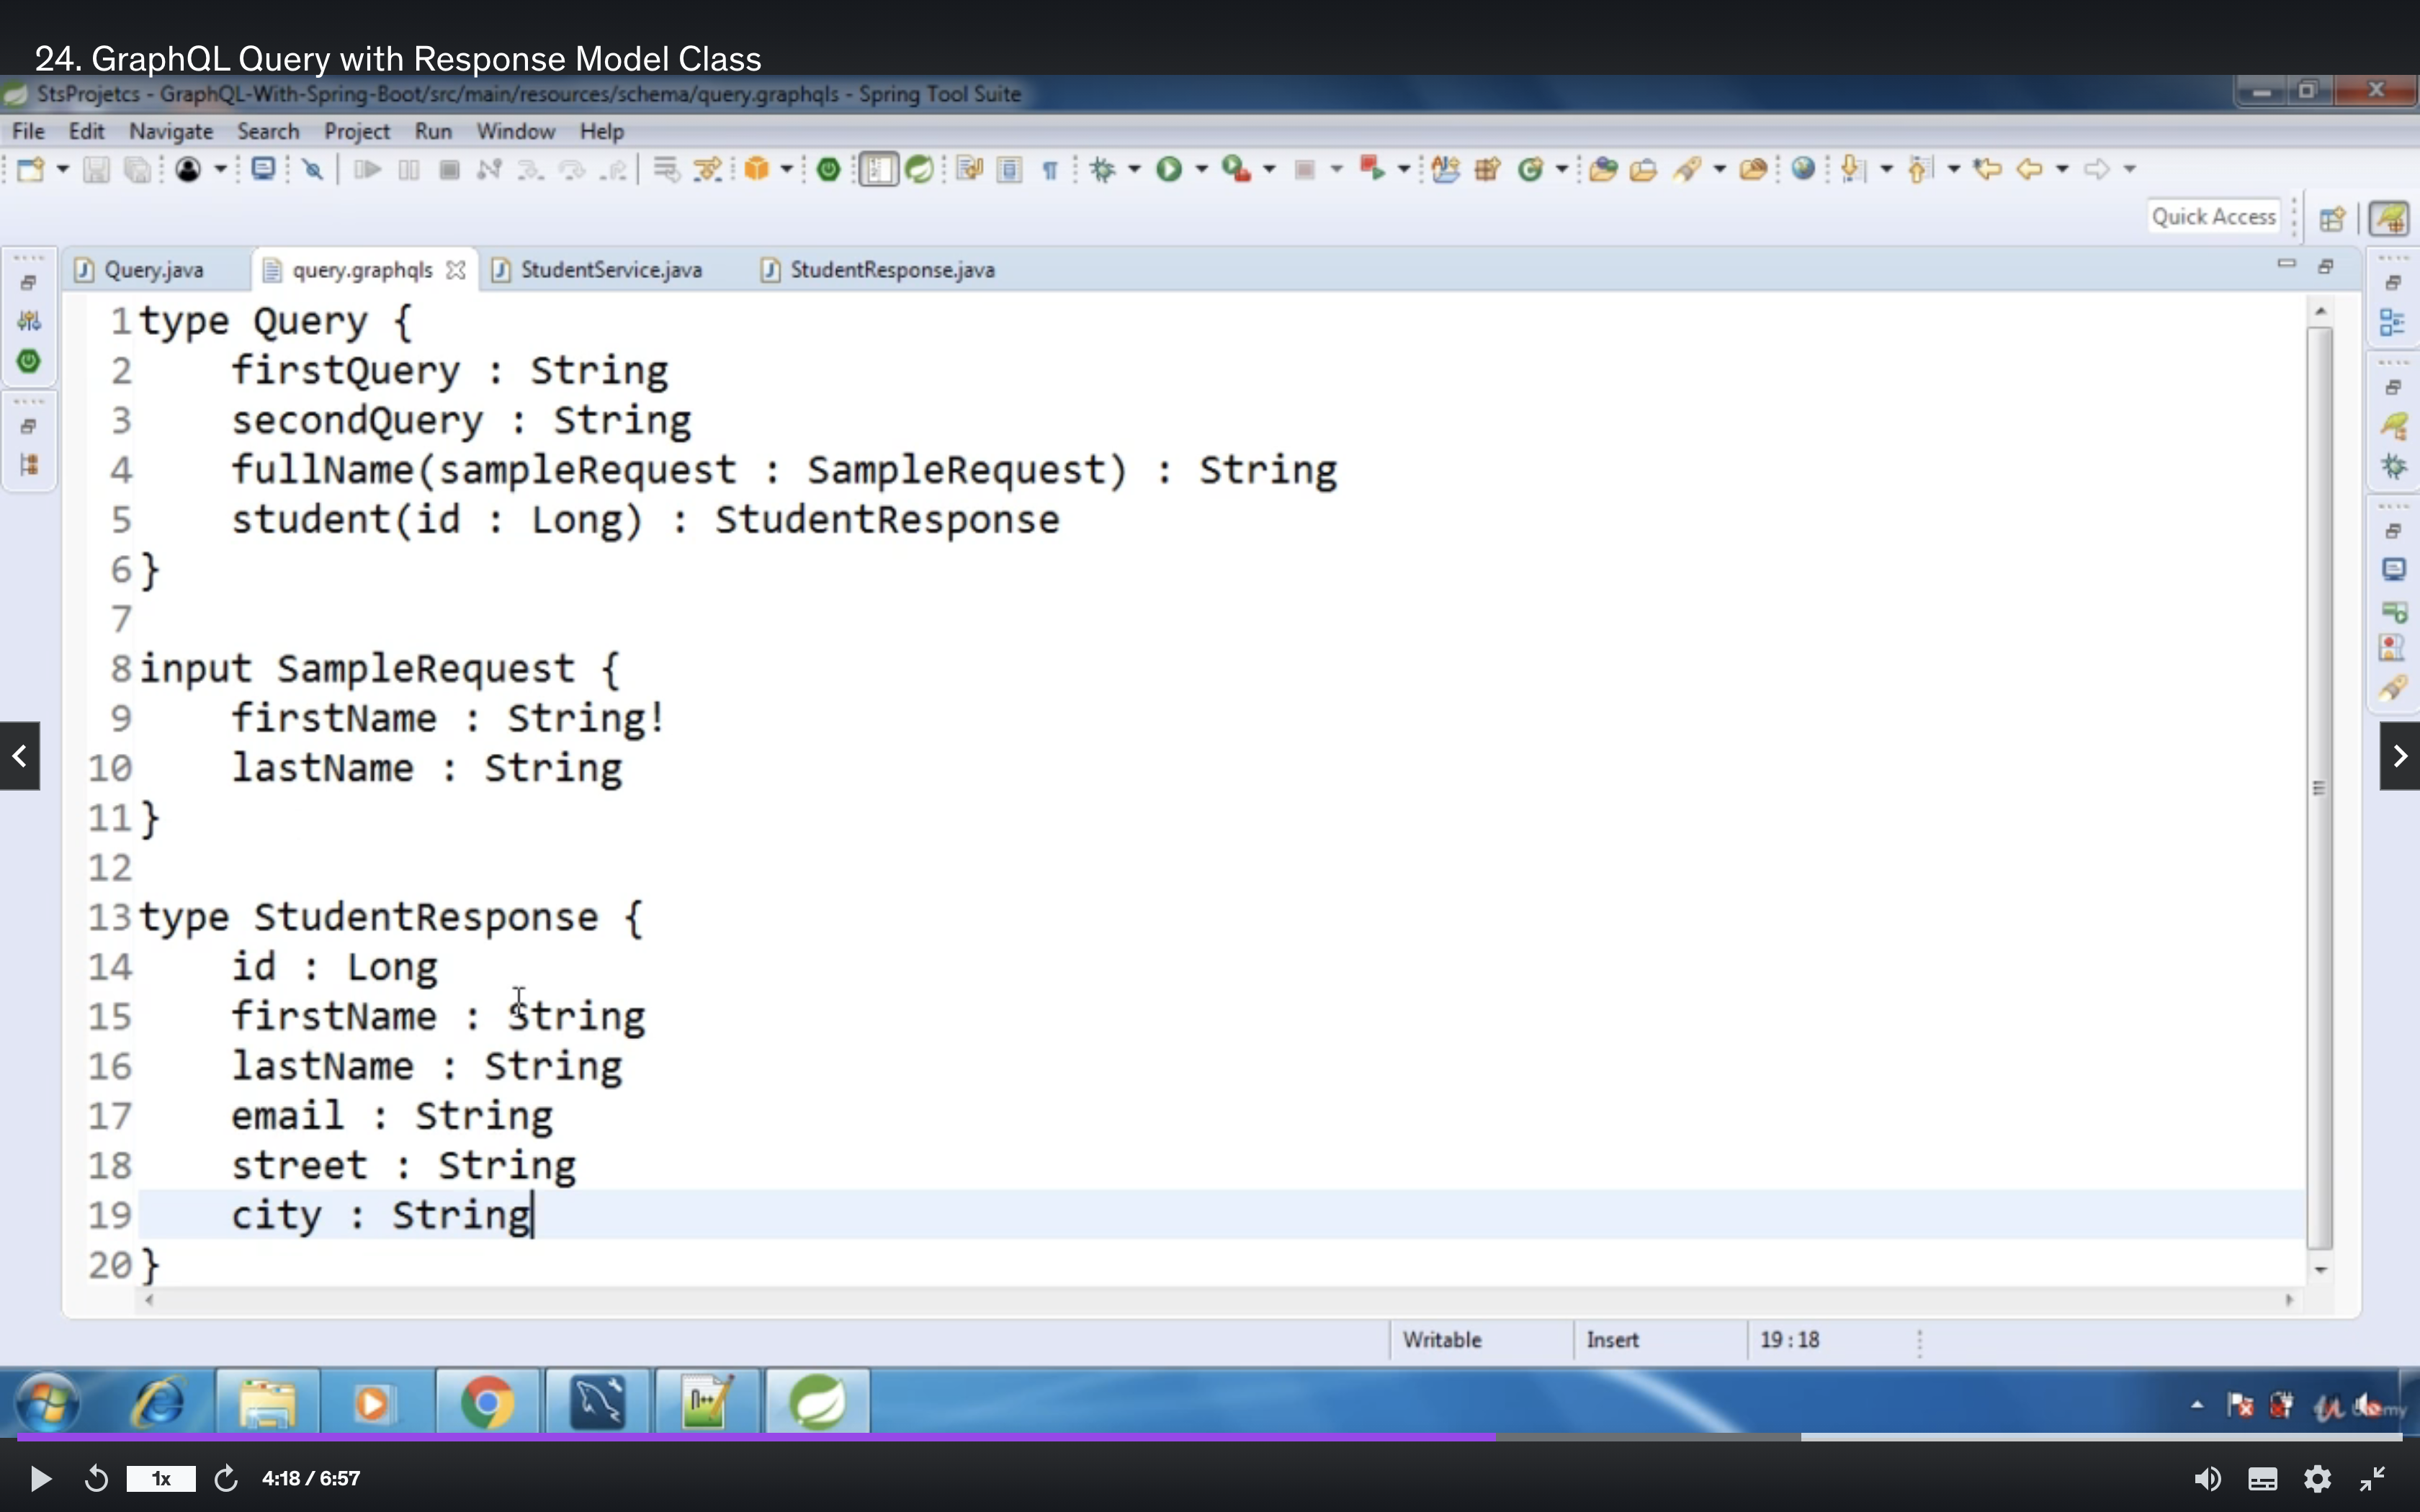 24. GraphQL Query with Response Model Class
StsProjetcs - GraphQL-With-Spring-Boot/src/main/resources/schema/query.graphqls - Spring Tool Suite
File Edit Navigate Search Project Run Window Help
Quick Access
Query.java query.graphqls StudentService.java StudentResponse.java
1 type Query {
2 firstQuery : String
3 secondQuery : String
4 fullName(sampleRequest : SampleRequest) : String
5 student(id : Long) : StudentResponse
6 }
7
8 input SampleRequest {
9 firstName : String!
10 lastName : String
11 }
12
13 type StudentResponse {
14 id : Long
15 firstName : String
16 lastName : String
17 email : String
18 street : String
19 city : String
20 }
Writable Insert 19 : 18
1x 4:18 / 6:57